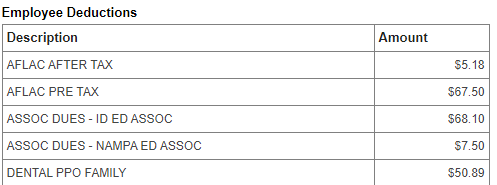 Employee Deductions
Description Amount
AFLAC AFTER TAX $5.18
AFLAC PRE TAX $67.50
ASSOC DUES - ID ED ASSOC $68.10
ASSOC DUES - NAMPA ED ASSOC $7.50
DENTAL PPO FAMILY $50.89